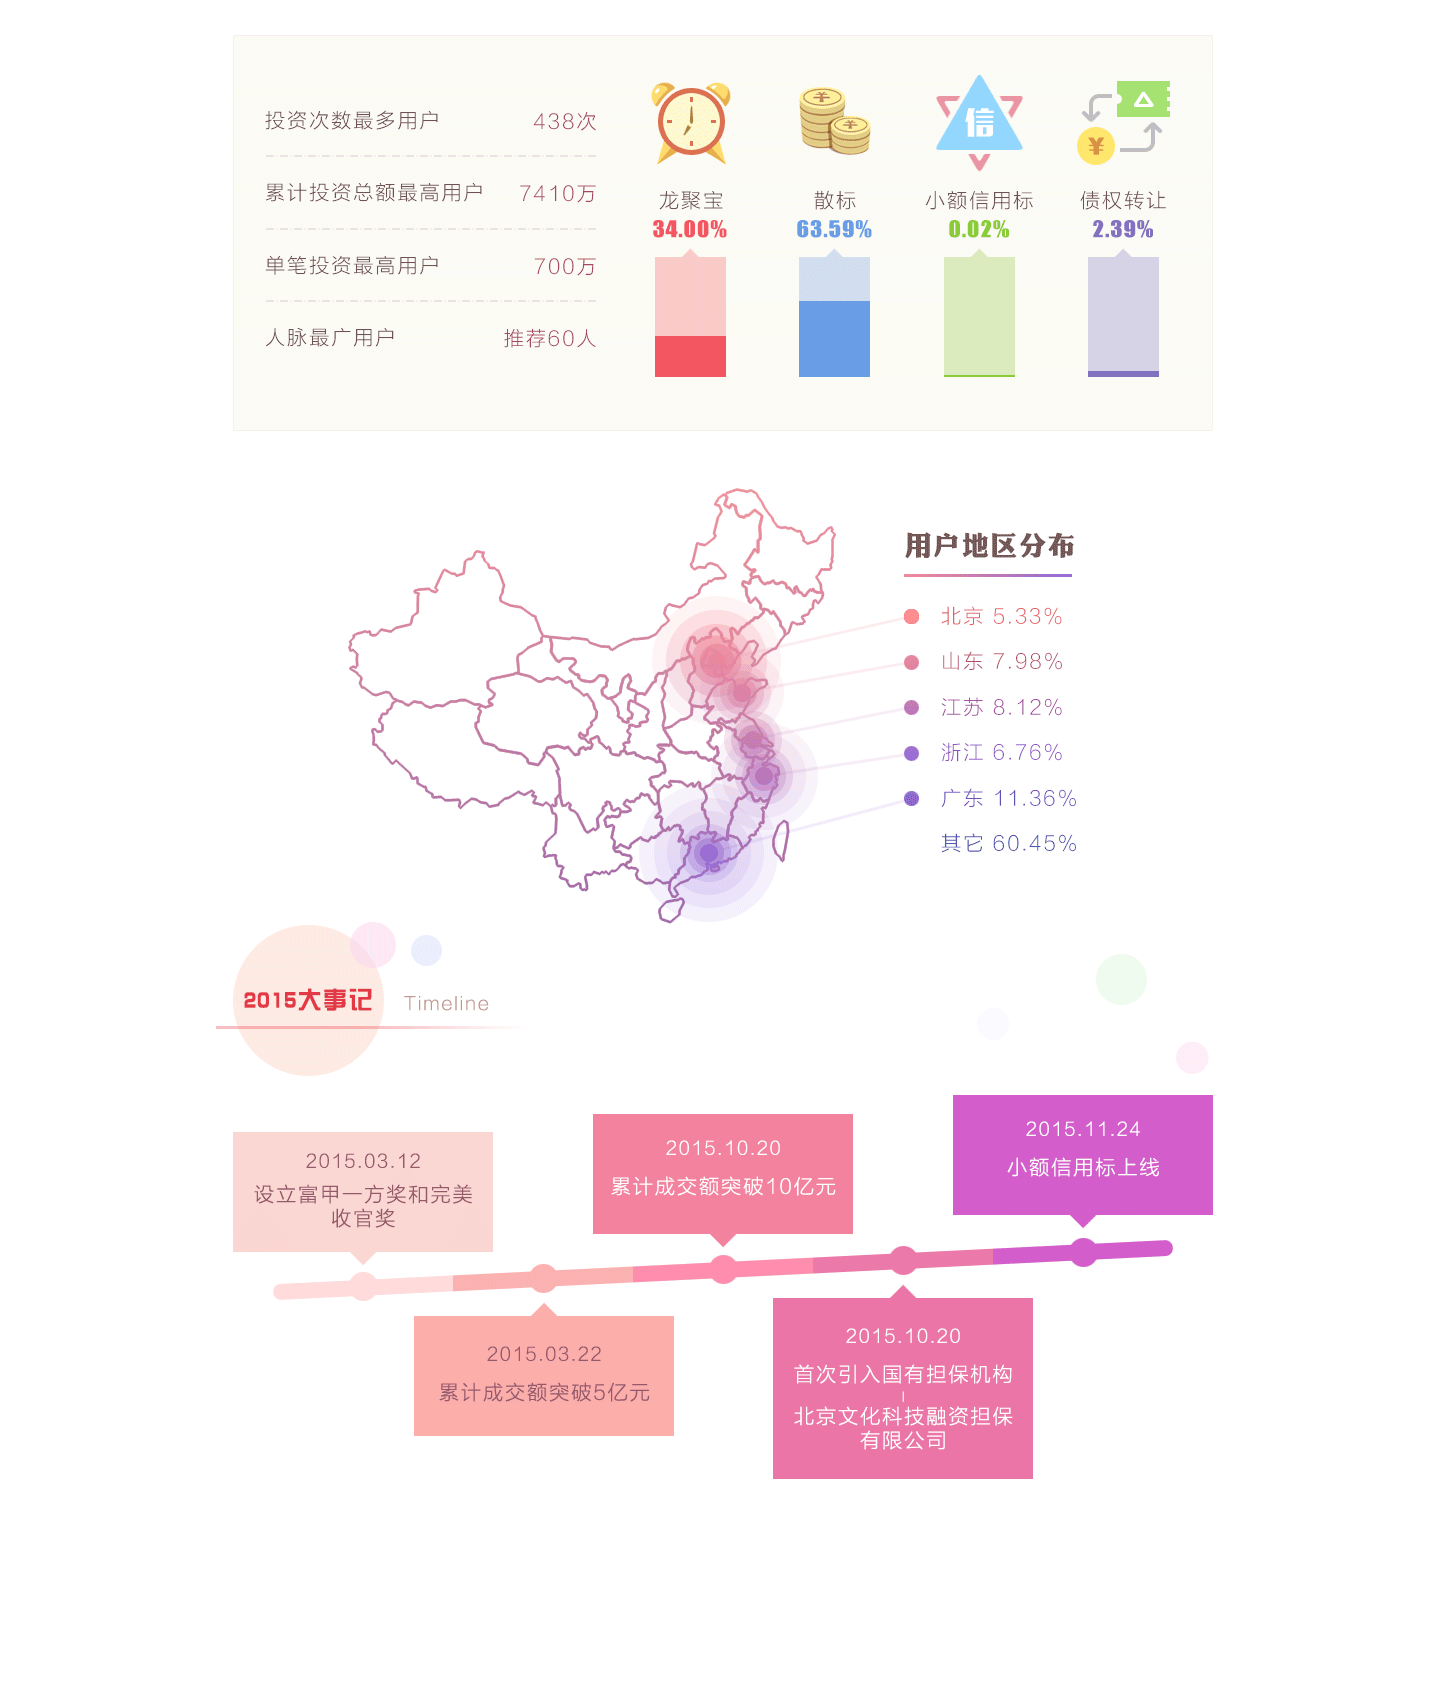 投资次数最多用户 438次
累计投资总额最高用户 7410万
单笔投资最高用户 700万
人脉最广用户 推荐60人
信
¥
龙聚宝 散标 小额信用标 债权转让
34.00% 63.59% 0.02% 2.39%
用户地区分布
北京 5.33%
山东 7.98%
江苏 8.12%
浙江 6.76%
广东 11.36%
其它 60.45%
2015大事记 Timeline
2015.03.12
设立富甲一方奖和完美
收官奖
2015.03.22
累计成交额突破5亿元
2015.10.20
累计成交额突破10亿元
2015.10.20
首次引入国有担保机构
|
北京文化科技融资担保
有限公司
2015.11.24
小额信用标上线